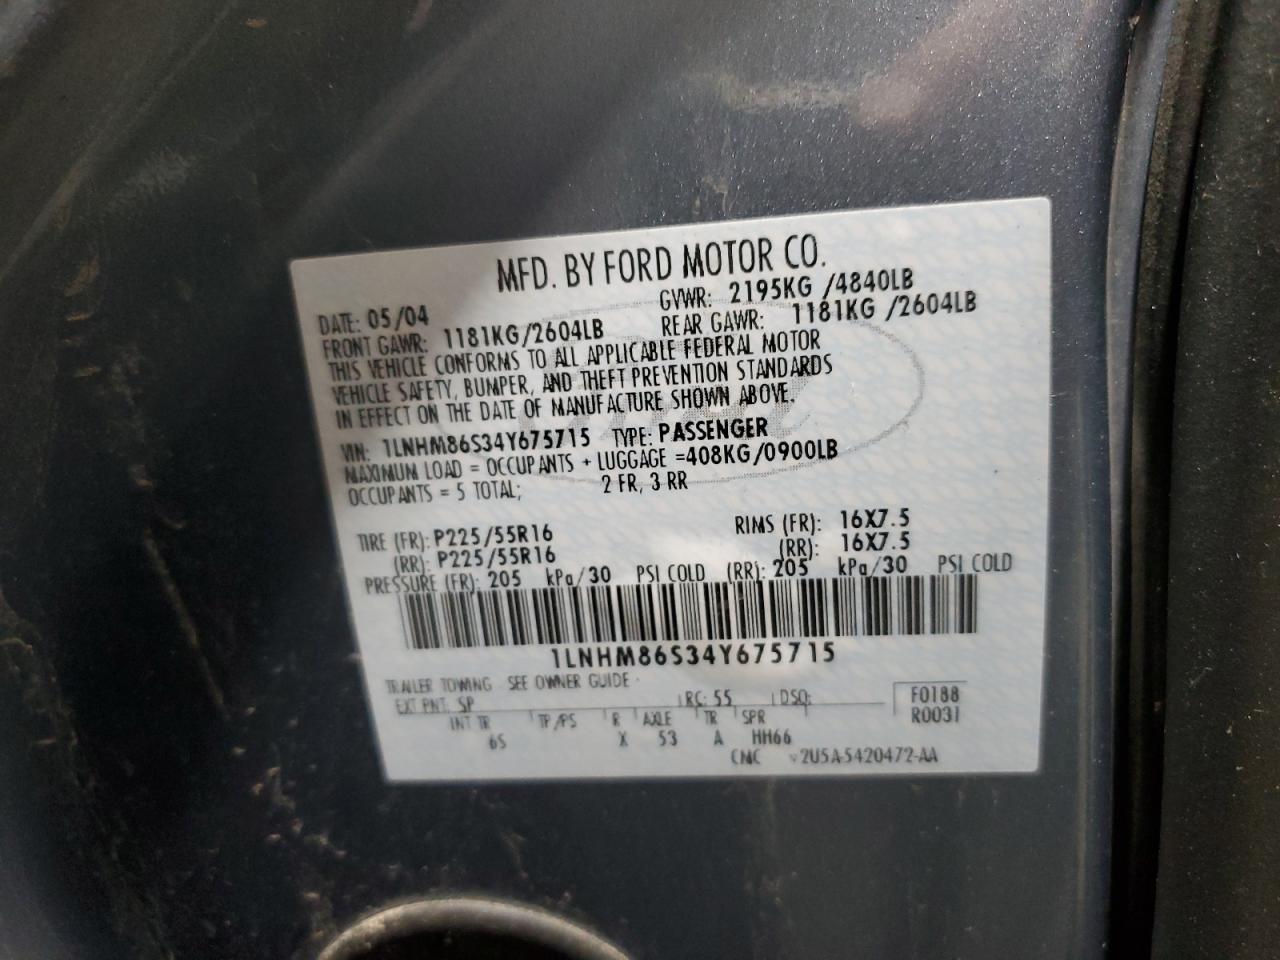 MFD. BY FORD MOTOR CO.
DATE: 05/04 GVWR: 2195KG /4840LB
FRONT GAWR: 1181KG/2604LB REAR GAWR: 1181KG /2604LB
THIS VEHICLE CONFORMS TO ALL APPLICABLE FEDERAL MOTOR
VEHICLE SAFETY, BUMPER, AND THEFT PREVENTION STANDARDS
IN EFFECT ON THE DATE OF MANUFACTURE SHOWN ABOVE.
VIN: 1LNHM86S34Y675715 TYPE: PASSENGER
MAXIMUM LOAD = OCCUPANTS + LUGGAGE =408KG/0900LB
OCCUPANTS = 5 TOTAL; 2 FR, 3 RR
TIRE (FR): P225/55R16 RIMS (FR): 16X7.5
(RR): P225/55R16 (RR): 16X7.5
PRESSURE (FR): 205 kPa/30 PSI COLD (RR): 205 kPa/30 PSI COLD
1LNHM86S34Y675715
TRAILER TOWING SEE OWNER GUIDE
EXT PNT: SP RC: 55 DSO: F0188
R0031
INT TR TP/PS R AXLE TR SPR
6S X 53 A HH66
CMC 2U5A-5420472-AA